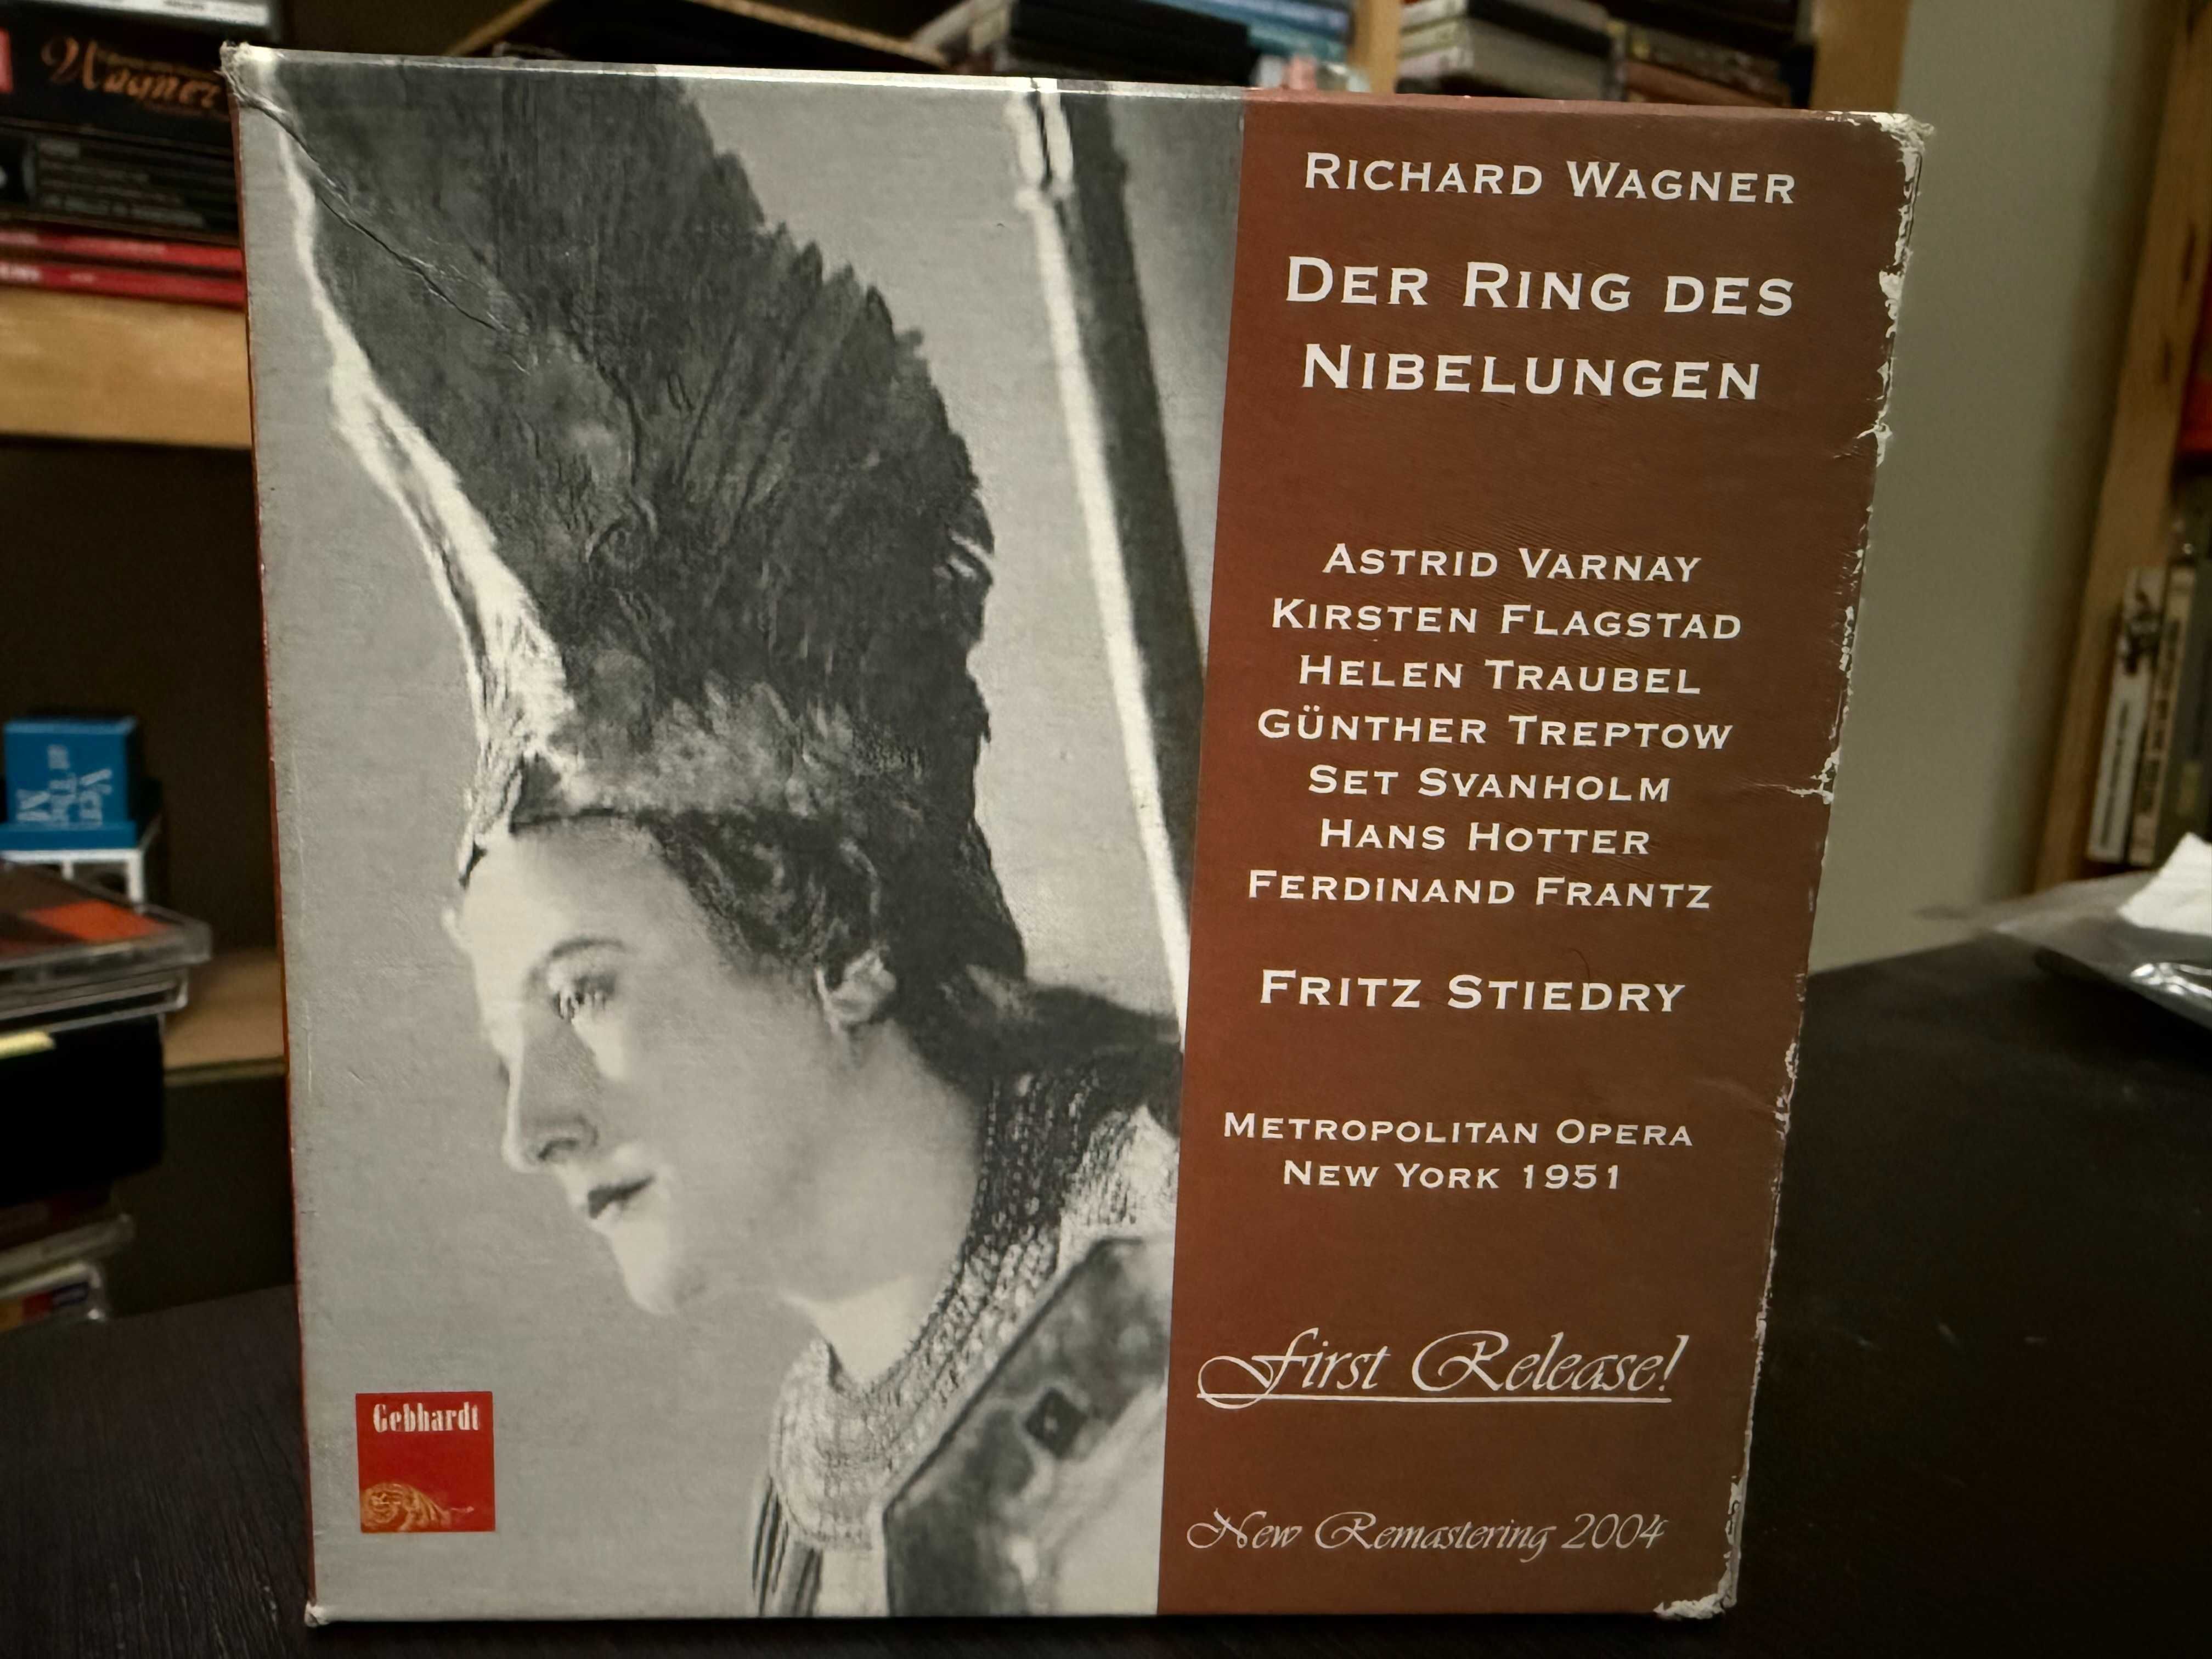 Wagner
RICHARD WAGNER
DER RING DES
NIBELUNGEN
ASTRID VARNAY
KIRSTEN FLAGSTAD
HELEN TRAUBEL
GÜNTHER TREPTOW
SET SVANHOLM
HANS HOTTER
FERDINAND FRANTZ
FRITZ STIEDRY
METROPOLITAN OPERA
NEW YORK 1951
First Release!
New Remastering 2004
Gebhardt